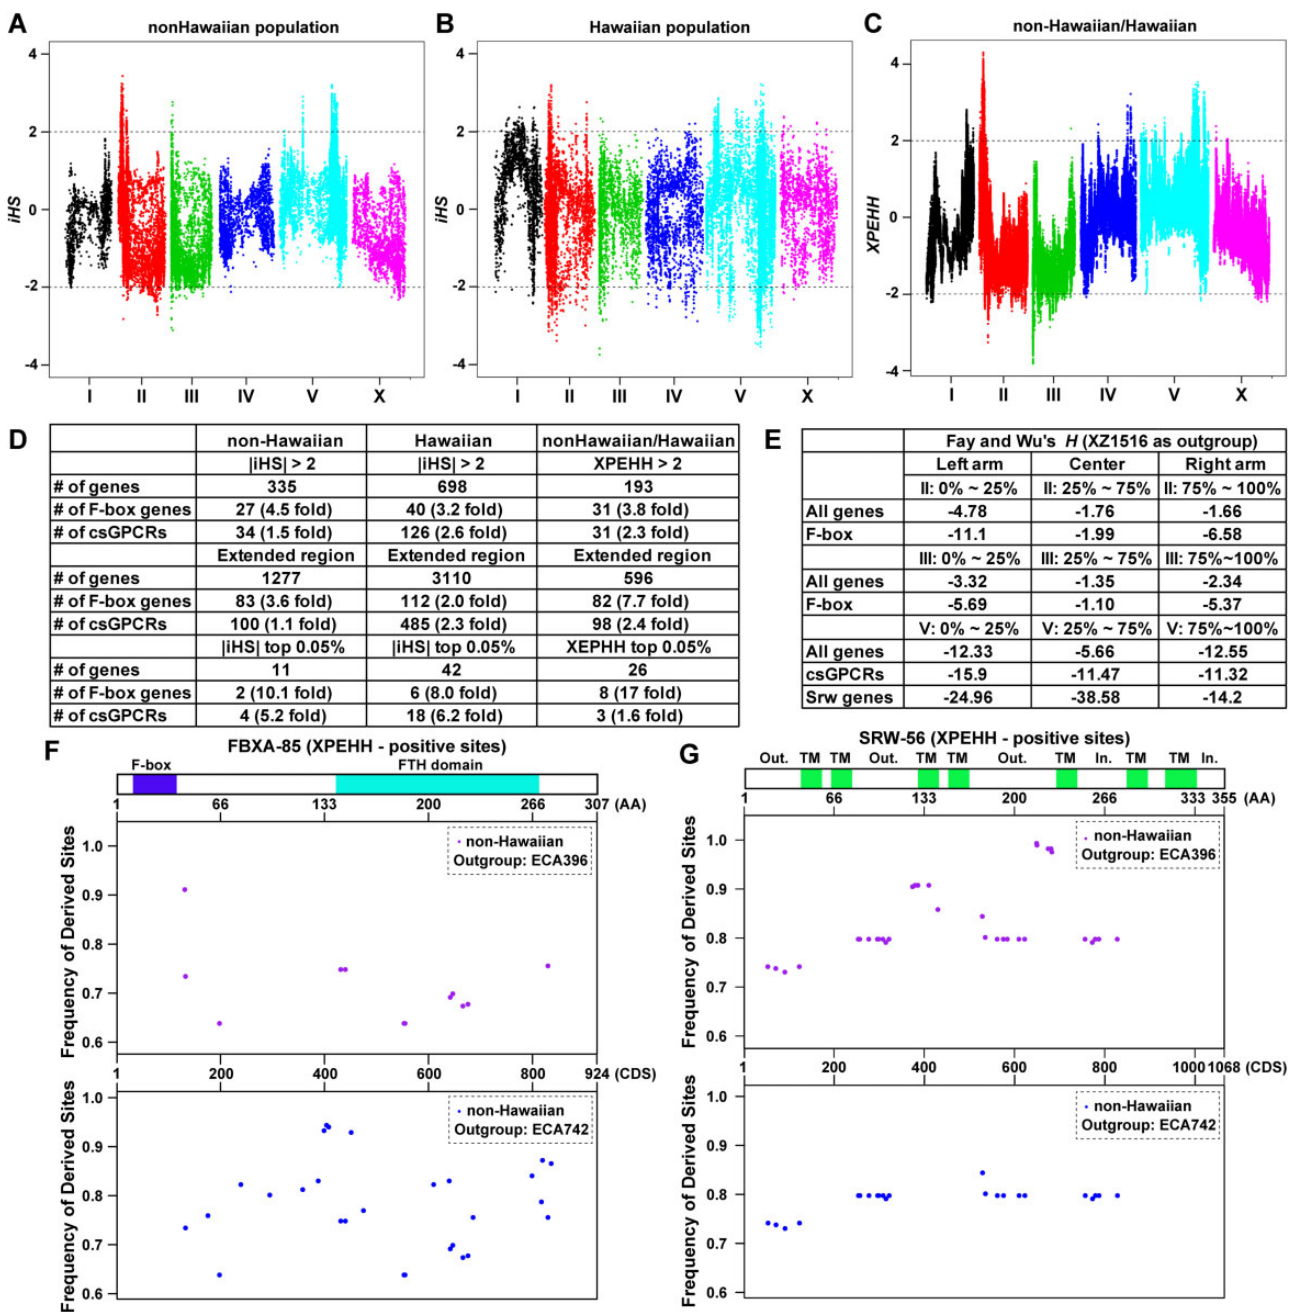 A
nonHawaiian population
4
2
0
-2
-4
iHS
I II III IV V X
B
Hawaiian population
4
2
0
-2
-4
iHS
I II III IV V X
C
non-Hawaiian/Hawaiian
4
2
0
-2
-4
XPEHH
I II III IV V X
D
non-Hawaiian Hawaiian nonHawaiian/Hawaiian
|iHS| > 2 |iHS| > 2 XPEHH > 2
# of genes 335 698 193
# of F-box genes 27 (4.5 fold) 40 (3.2 fold) 31 (3.8 fold)
# of csGPCRs 34 (1.5 fold) 126 (2.6 fold) 31 (2.3 fold)
Extended region Extended region Extended region
# of genes 1277 3110 596
# of F-box genes 83 (3.6 fold) 112 (2.0 fold) 82 (7.7 fold)
# of csGPCRs 100 (1.1 fold) 485 (2.3 fold) 98 (2.4 fold)
|iHS| top 0.05% |iHS| top 0.05% XEPHH top 0.05%
# of genes 11 42 26
# of F-box genes 2 (10.1 fold) 6 (8.0 fold) 8 (17 fold)
# of csGPCRs 4 (5.2 fold) 18 (6.2 fold) 3 (1.6 fold)
E
Fay and Wu's H (XZ1516 as outgroup)
Left arm Center Right arm
II: 0% ~ 25% II: 25% ~ 75% II: 75% ~ 100%
All genes -4.78 -1.76 -1.66
F-box -11.1 -1.99 -6.58
III: 0% ~ 25% III: 25% ~ 75% III: 75%~100%
All genes -3.32 -1.35 -2.34
F-box -5.69 -1.10 -5.37
V: 0% ~ 25% V: 25% ~ 75% V: 75%~100%
All genes -12.33 -5.66 -12.55
csGPCRs -15.9 -11.47 -11.32
Srw genes -24.96 -38.58 -14.2
F
FBXA-85 (XPEHH - positive sites)
F-box FTH domain
1 66 133 200 266 307 (AA)
Frequency of Derived Sites
1.0
0.9
0.8
0.7
0.6
non-Hawaiian
Outgroup: ECA396
1 200 400 600 800 924 (CDS)
Frequency of Derived Sites
1.0
0.9
0.8
0.7
0.6
non-Hawaiian
Outgroup: ECA742
G
SRW-56 (XPEHH - positive sites)
Out. TM TM Out. TM TM Out. TM In. TM TM In.
1 66 133 200 266 333 355 (AA)
Frequency of Derived Sites
1.0
0.9
0.8
0.7
0.6
non-Hawaiian
Outgroup: ECA396
1 200 400 600 800 1000 1068 (CDS)
Frequency of Derived Sites
1.0
0.9
0.8
0.7
0.6
non-Hawaiian
Outgroup: ECA742